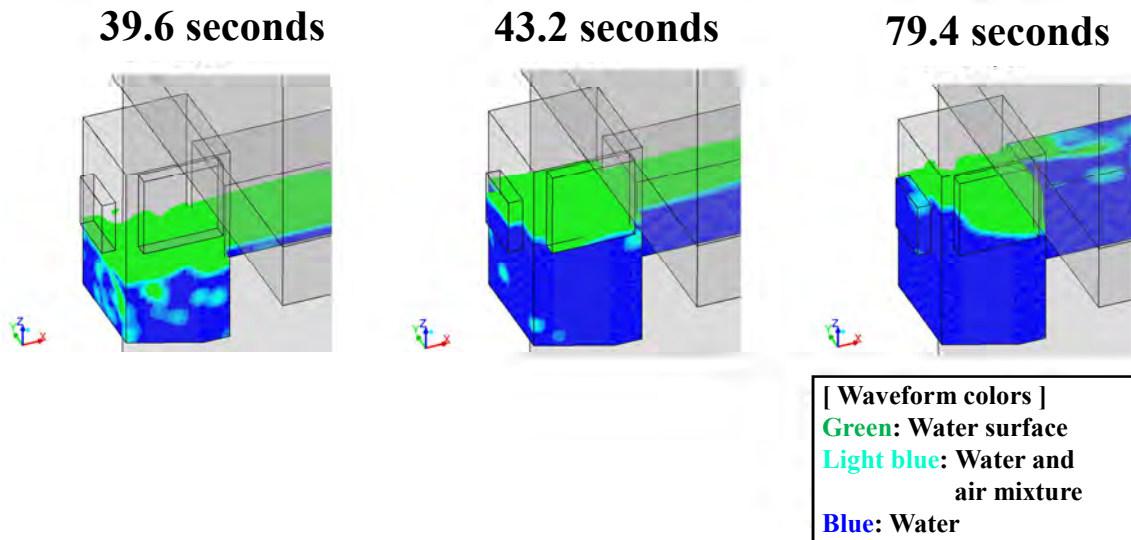 39.6 seconds
43.2 seconds
79.4 seconds
Z
Y
X
Z
Y
X
Z
Y
X
[ Waveform colors ]
Green: Water surface
Light blue: Water and
air mixture
Blue: Water